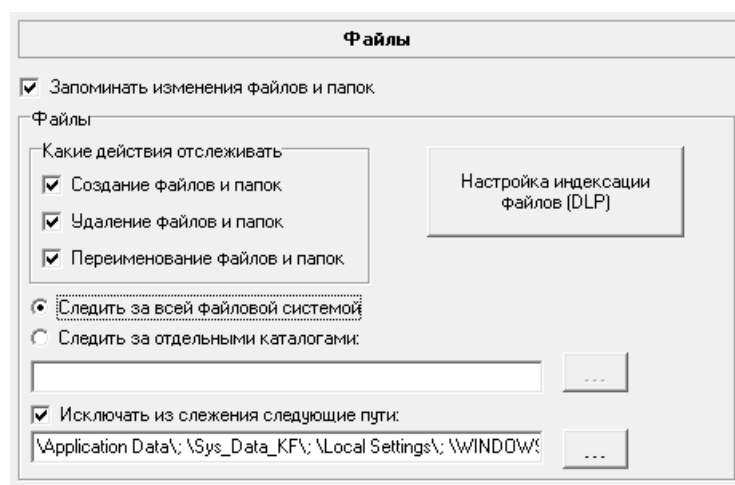 Файлы
Запоминать изменения файлов и папок
Файлы
Какие действия отслеживать
Создание файлов и папок
Удаление файлов и папок
Переименование файлов и папок
Настройка индексации
файлов (DLP)
Следить за всей файловой системой
Следить за отдельными каталогами:
...
Исключать из слежения следующие пути:
\Application Data\; \Sys_Data_KF\; \Local Settings\; \WINDOWS
...